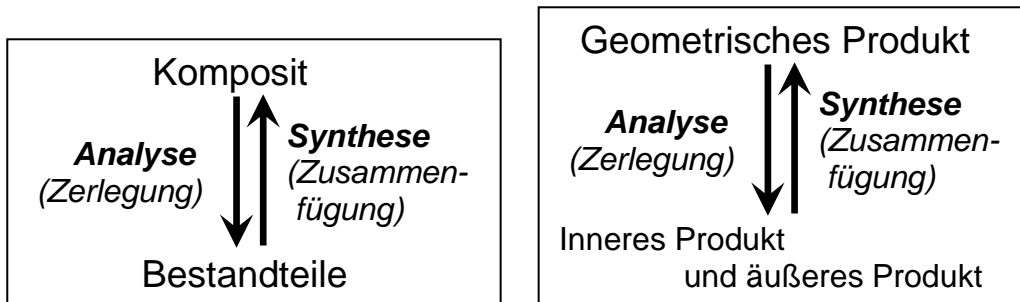 Komposit
Analyse
(Zerlegung)
Synthese
(Zusammen-
fügung)
Bestandteile
Geometrisches Produkt
Analyse
(Zerlegung)
Synthese
(Zusammen-
fügung)
Inneres Produkt
und äußeres Produkt